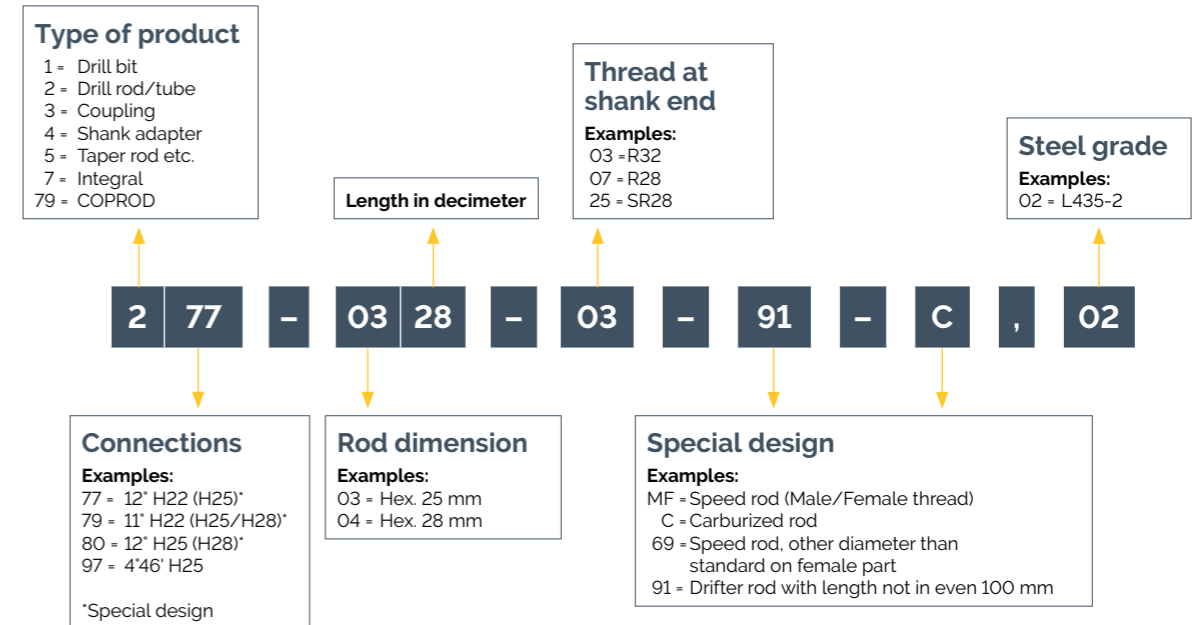 Type of product
1 = Drill bit
2 = Drill rod/tube
3 = Coupling
4 = Shank adapter
5 = Taper rod etc.
7 = Integral
79 = COPROD
Length in decimeter
Thread at
shank end
Examples:
03 =R32
07 =R28
25 =SR28
Steel grade
Examples:
02 = L435-2
2 77 – 03 28 – 03 – 91 – C , 02
Connections
Examples:
77 = 12° H22 (H25)*
79 = 11° H22 (H25/H28)*
80 = 12° H25 (H28)*
97 = 4°46' H25
*Special design
Rod dimension
Examples:
03 = Hex. 25 mm
04 = Hex. 28 mm
Special design
Examples:
MF =Speed rod (Male/Female thread)
C =Carburized rod
69 =Speed rod, other diameter than
standard on female part
91 = Drifter rod with length not in even 100 mm